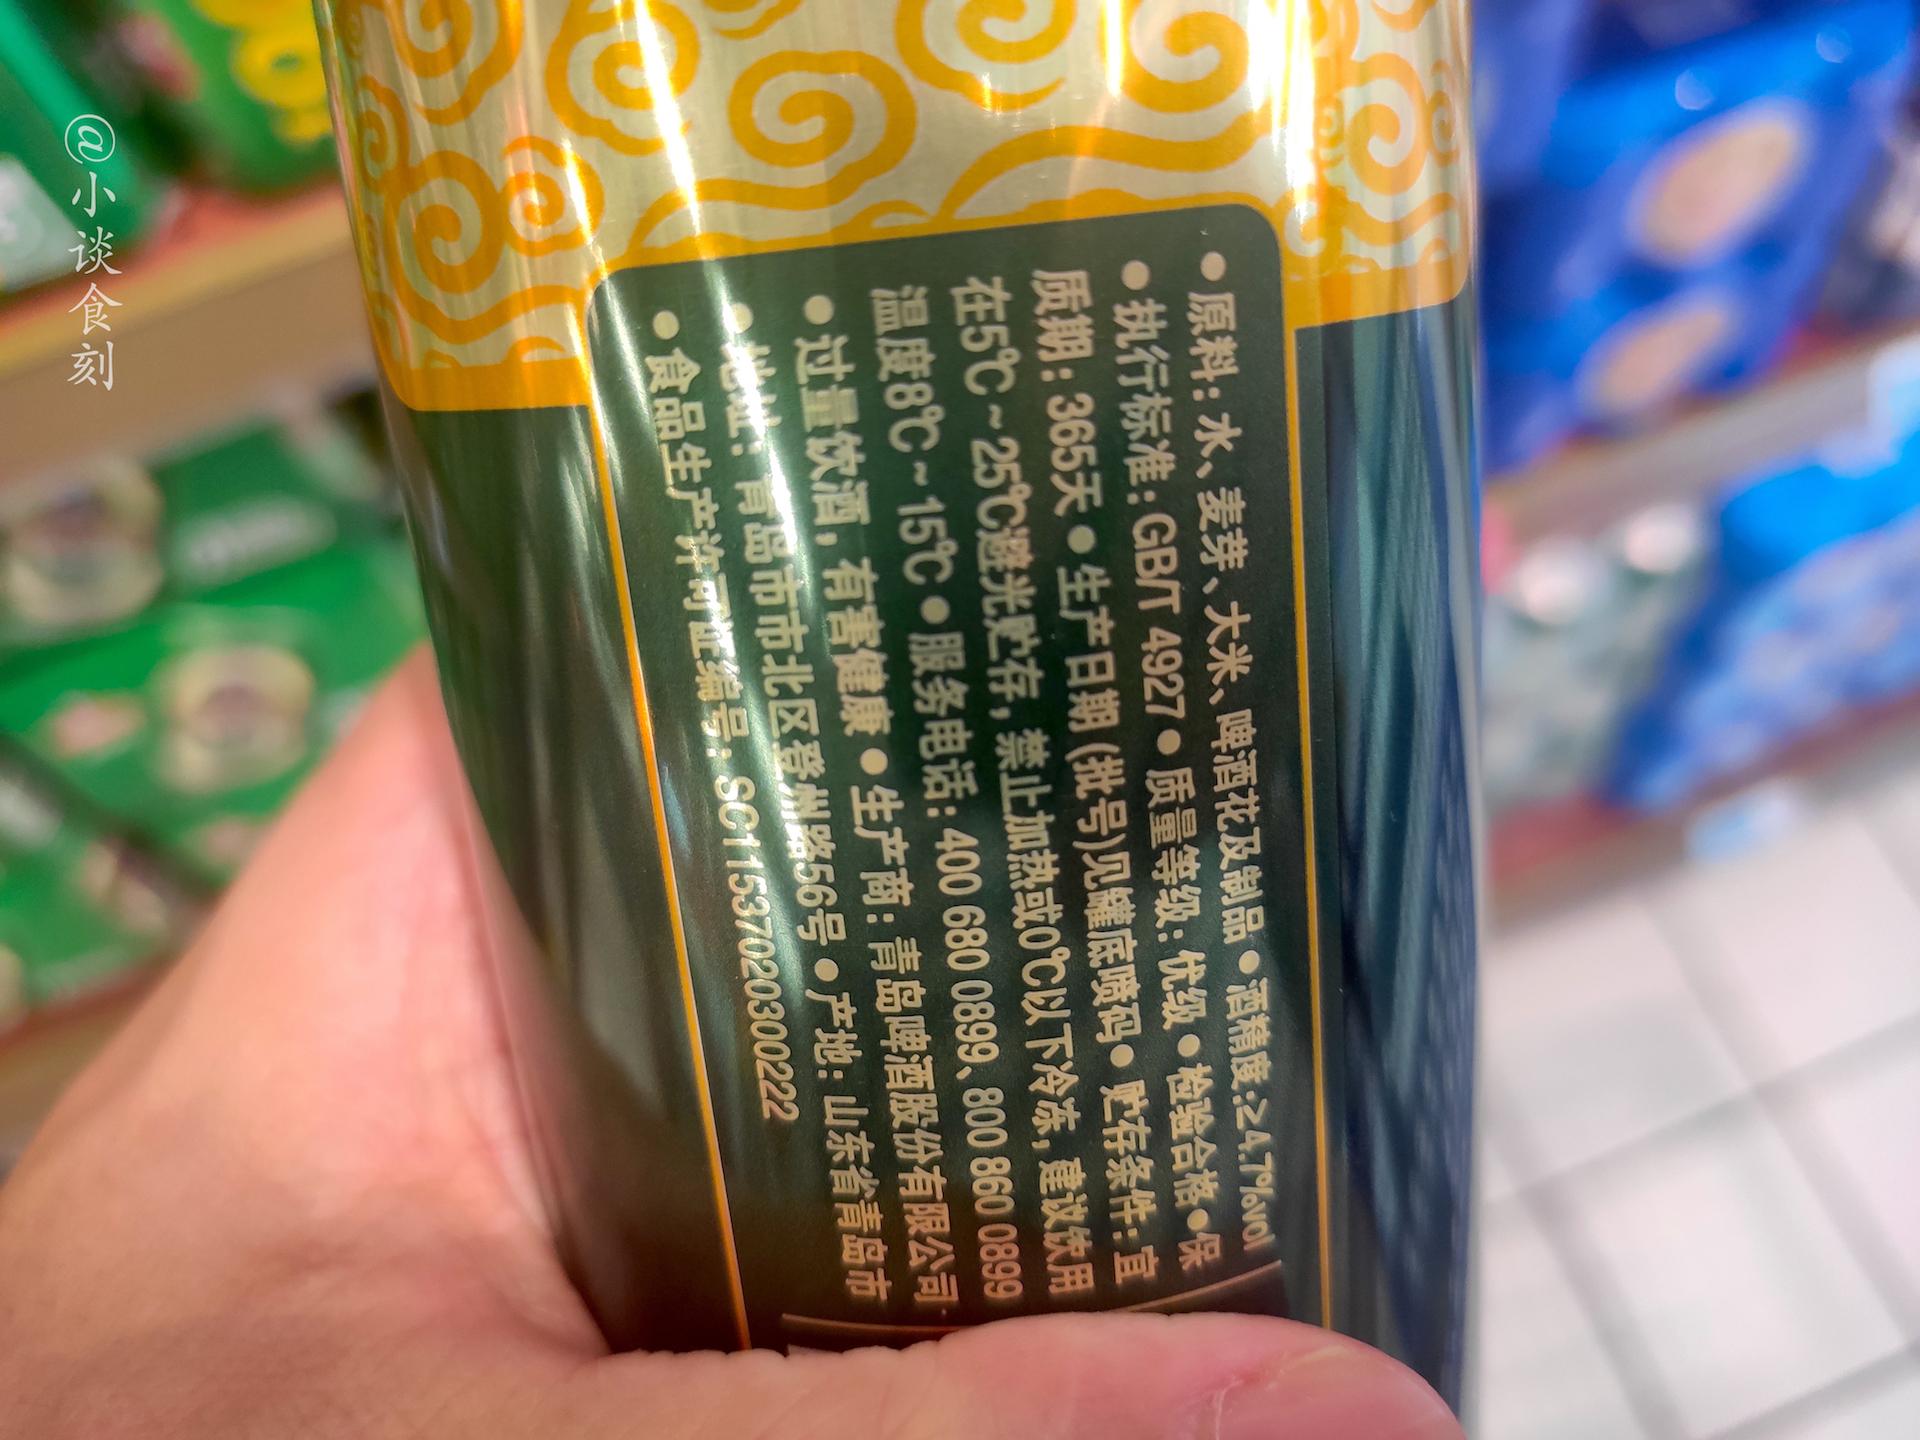 @小谈食刻
●原料：水、麦芽、大米、啤酒花及制品●酒精度:≥4.7%vol
●执行标准：GB/T 4927●质量等级：优级●检验合格●保
质期：365天●生产日期(批号)见罐底喷码●贮存条件：宜
在5℃~25℃避光贮存，禁止加热或0℃以下冷冻，建议饮用
温度8℃~15℃●服务电话：400 680 0899、800 860 0899
●过量饮酒，有害健康●生产商：青岛啤酒股份有限公司
●地址：青岛市市北区登州路56号●产地：山东省青岛市
●食品生产许可证编号：SC11537020300222